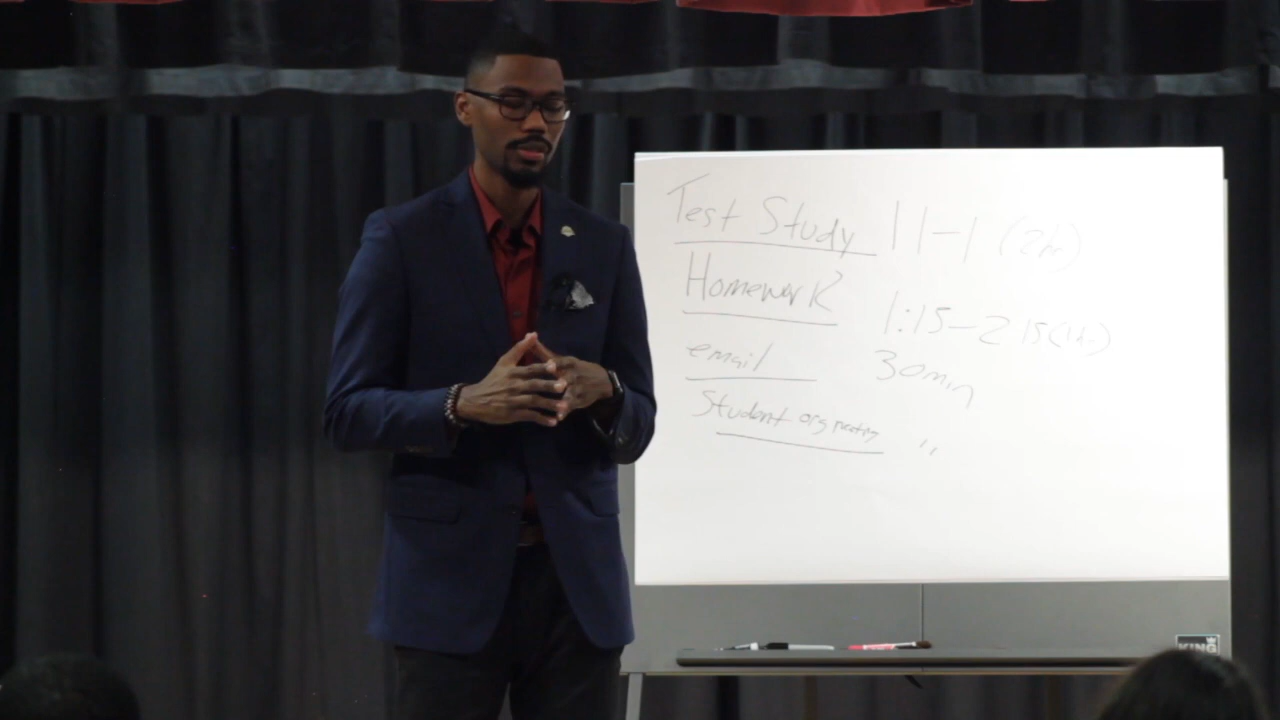 Test Study 11-1 (2hr)
Homework 1:15-2:15 (1hr)
email 30min
Student org meeting "
KING